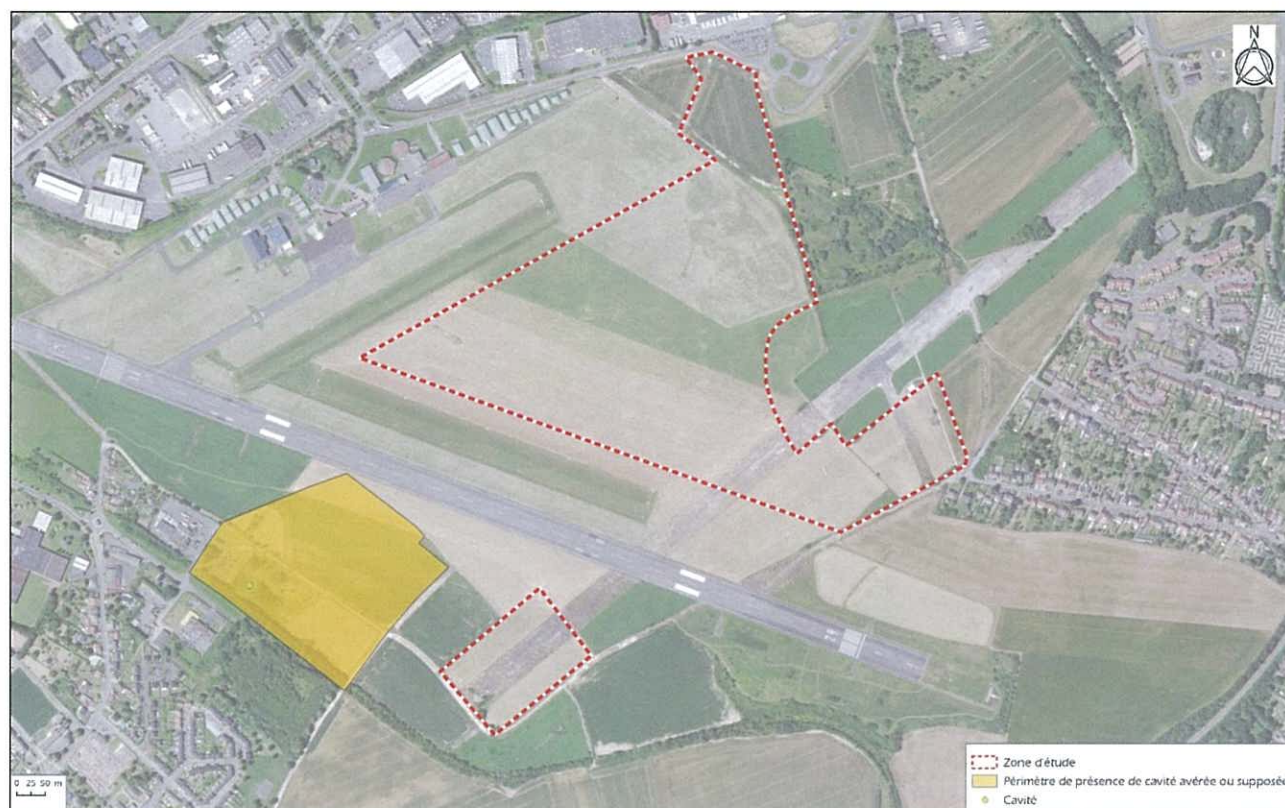 N
0 25 50 m
Zone d'étude
Périmètre de présence de cavité avérée ou supposée
Cavité